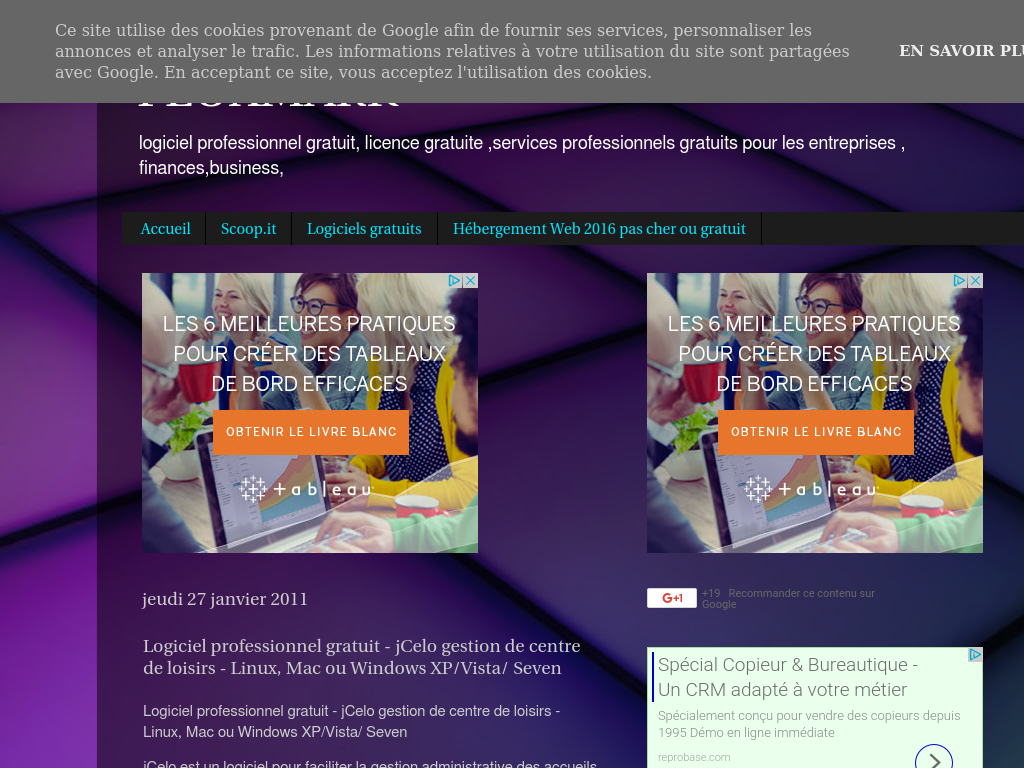 Ce site utilise des cookies provenant de Google afin de fournir ses services, personnaliser les
annonces et analyser le trafic. Les informations relatives à votre utilisation du site sont partagées
avec Google. En acceptant ce site, vous acceptez l'utilisation des cookies.
EN SAVOIR
logiciel professionnel gratuit, licence gratuite ,services professionnels gratuits pour les entreprises ,
finances,business,
Accueil
Scoop.it
Logiciels gratuits
Hébergement Web 2016 pas cher ou gratuit
LES 6 MEILLEURES PRATIQUES
POUR CRÉER DES TABLEAUX
DE BORD EFFICACES
OBTENIR LE LIVRE BLANC
+ableau
LES 6 MEILLEURES PRATIQUES
POUR CRÉER DES TABLEAUX
DE BORD EFFICACES
OBTENIR LE LIVRE BLANC
+ableau
jeudi 27 janvier 2011
Logiciel professionnel gratuit - jCelo gestion de centre
de loisirs - Linux, Mac ou Windows XP/Vista/ Seven
Logiciel professionnel gratuit - jCelo gestion de centre de loisirs -
Linux, Mac ou Windows XP/Vista/ Seven
jCelo est un logiciel pour faciliter la gestion administrative des accueils
G+1
+19 Recommander ce contenu sur
Google
Spécial Copieur & Bureautique -
Un CRM adapté à votre métier
Spécialement conçu pour vendre des copieurs depuis
1995 Démo en ligne immédiate
reprobase.com